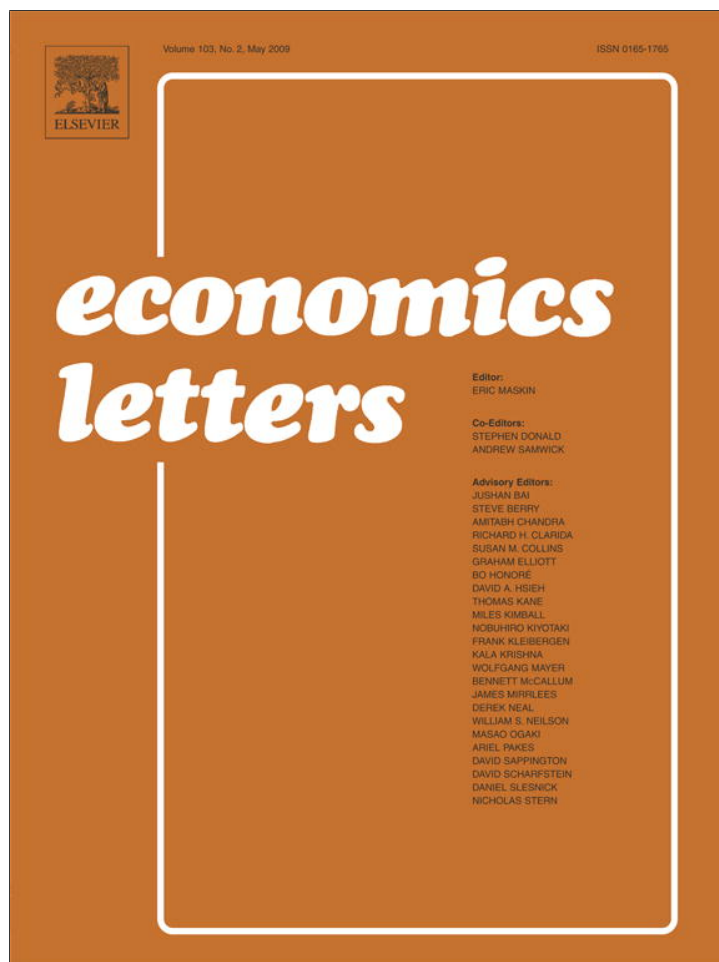 Volume 103, No. 2, May 2009
ISSN 0165-1765
ELSEVIER
economics
letters
Editor:
ERIC MASKIN
Co-Editors:
STEPHEN DONALD
ANDREW SAMWICK
Advisory Editors:
JUSHAN BAI
STEVE BERRY
AMITABH CHANDRA
RICHARD H. CLARIDA
SUSAN M. COLLINS
GRAHAM ELLIOTT
BO HONORÉ
DAVID A. HSIEH
THOMAS KANE
MILES KIMBALL
NOBUHIRO KIYOTAKI
FRANK KLEIBERGEN
KALA KRISHNA
WOLFGANG MAYER
BENNETT McCALLUM
JAMES MIRRLEES
DEREK NEAL
WILLIAM S. NEILSON
MASAO OGAKI
ARIEL PAKES
DAVID SAPPINGTON
DAVID SCHARFSTEIN
DANIEL SLESNICK
NICHOLAS STERN